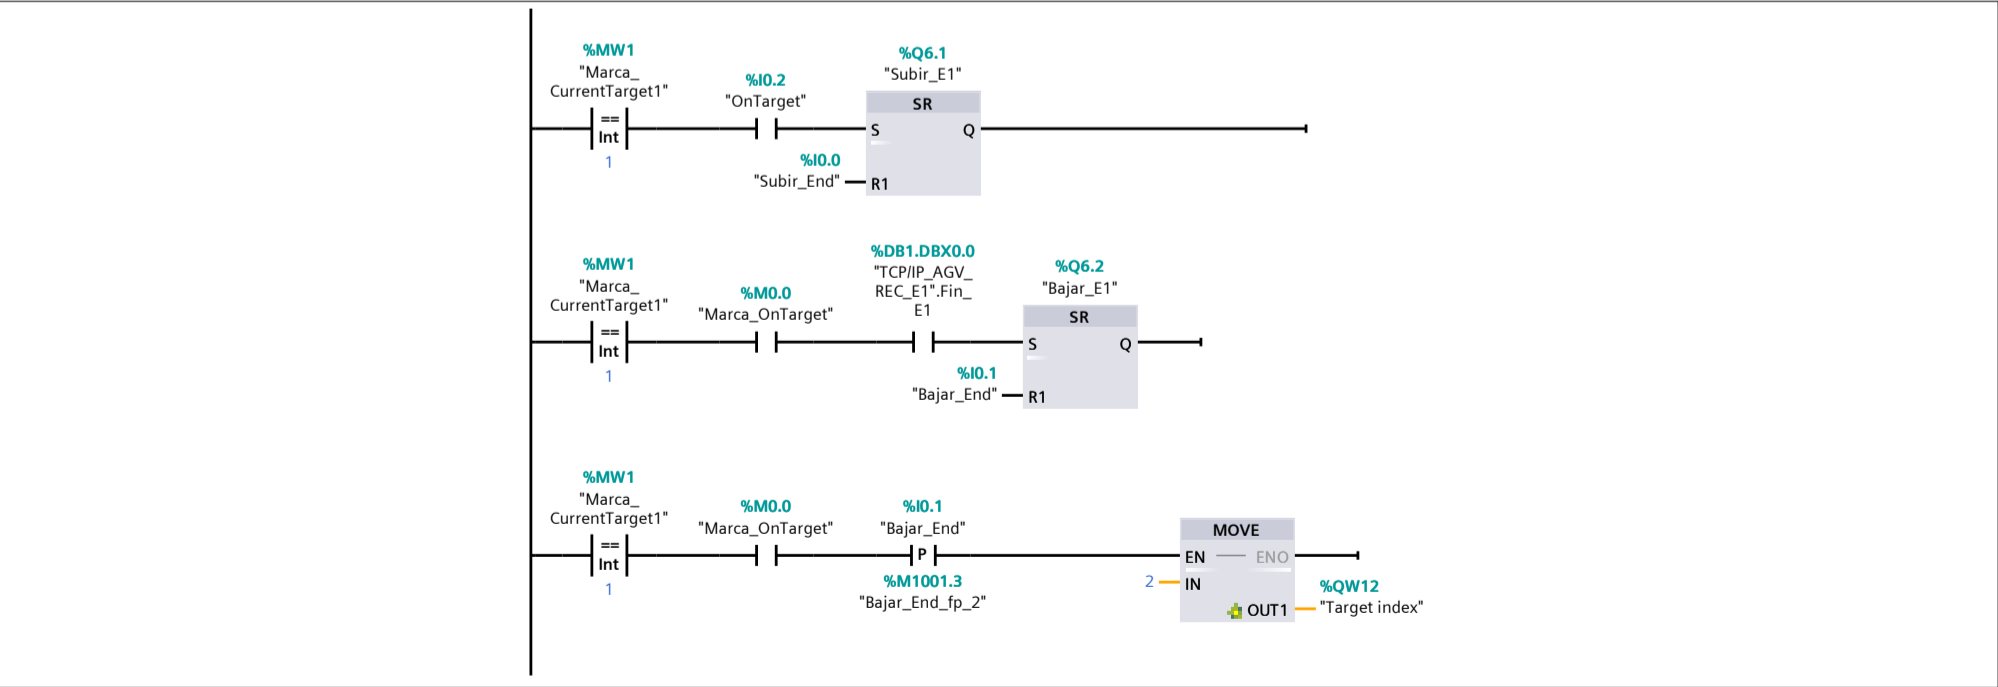 %MW1
"Marca_
CurrentTarget1"
==
Int
1
%I0.2
"OnTarget"
%Q6.1
"Subir_E1"
SR
S
Q
%I0.0
"Subir_End"
R1
%MW1
"Marca_
CurrentTarget1"
==
Int
1
%M0.0
"Marca_OnTarget"
%DB1.DBX0.0
"TCP/IP_AGV_
REC_E1".Fin_
E1
%Q6.2
"Bajar_E1"
SR
S
Q
%I0.1
"Bajar_End"
R1
%MW1
"Marca_
CurrentTarget1"
==
Int
1
%M0.0
"Marca_OnTarget"
%I0.1
"Bajar_End"
P
%M1001.3
"Bajar_End_fp_2"
MOVE
EN
ENO
2
IN
OUT1
%QW12
"Target index"